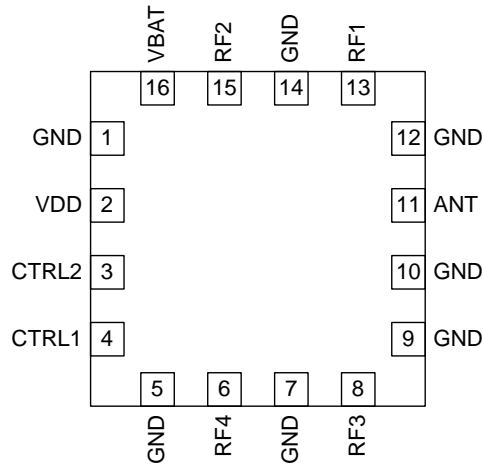 VBAT
RF2
GND
RF1
16
15
14
13
GND 1
12 GND
VDD 2
11 ANT
CTRL2 3
10 GND
CTRL1 4
9 GND
5
6
7
8
GND
RF4
GND
RF3